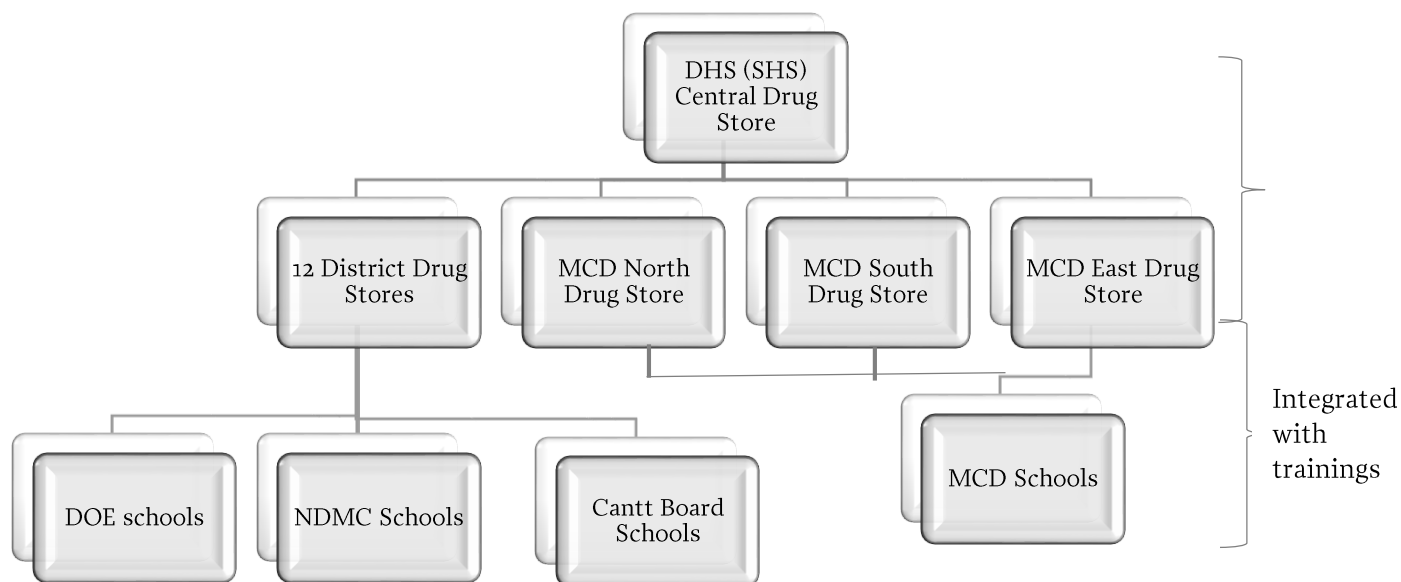 DHS (SHS)
Central Drug
Store
12 District Drug
Stores
MCD North
Drug Store
MCD South
Drug Store
MCD East Drug
Store
Integrated
with
trainings
DOE schools
NDMC Schools
Cantt Board
Schools
MCD Schools